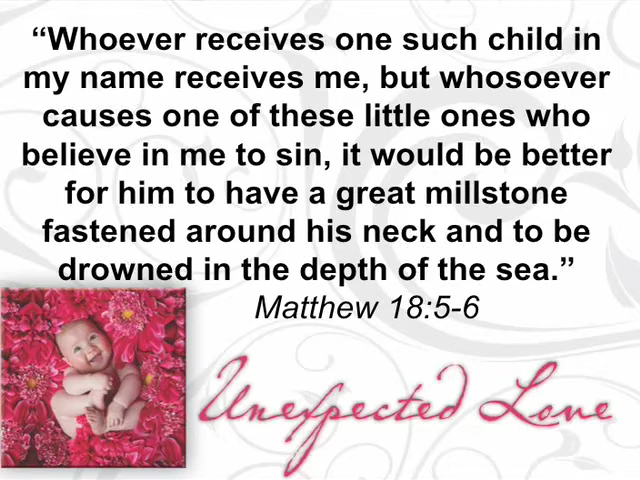 “Whoever receives one such child in
my name receives me, but whosoever
causes one of these little ones who
believe in me to sin, it would be better
for him to have a great millstone
fastened around his neck and to be
drowned in the depth of the sea.”
Matthew 18:5-6
Unexpected Love